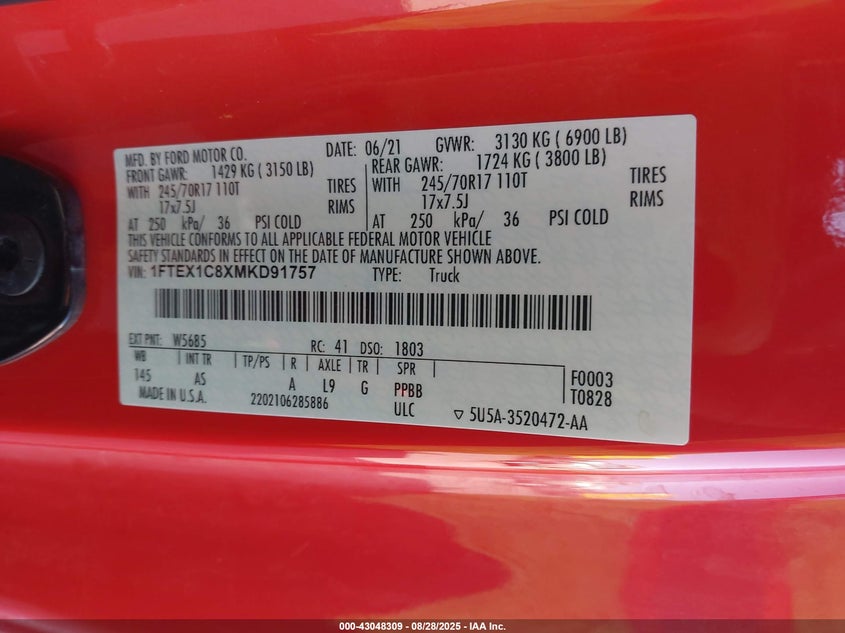 MFD. BY FORD MOTOR CO. DATE: 06/21 GVWR: 3130 KG ( 6900 LB)
FRONT GAWR: 1429 KG ( 3150 LB) REAR GAWR: 1724 KG ( 3800 LB)
WITH 245/70R17 110T TIRES WITH 245/70R17 110T TIRES
17x7.5J RIMS 17x7.5J RIMS
AT 250 kPa/ 36 PSI COLD AT 250 kPa/ 36 PSI COLD
THIS VEHICLE CONFORMS TO ALL APPLICABLE FEDERAL MOTOR VEHICLE
SAFETY STANDARDS IN EFFECT ON THE DATE OF MANUFACTURE SHOWN ABOVE.
VIN: 1FTEX1C8XMKD91757 TYPE: Truck
EXT PNT: W5685 RC: 41 DSO: 1803
WB INT TR TP/PS R AXLE TR SPR F0003
145 AS A L9 G PPBB T0828
MADE IN U.S.A. 2202106285886 ULC ▽ 5U5A-3520472-AA
000-43048309 - 08/28/2025 - IAA Inc.